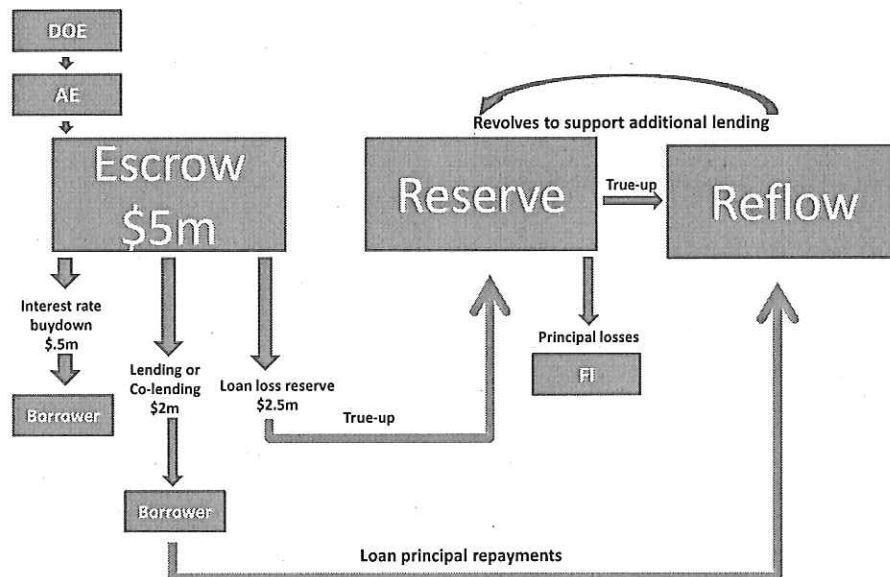 DOE
AE
Escrow
$5m
Interest rate
buydown
$.5m
Borrower
Lending or
Co-lending
$2m
Borrower
Loan loss reserve
$2.5m
True-up
Reserve
True-up
Reflow
Revolves to support additional lending
Principal losses
FI
Loan principal repayments